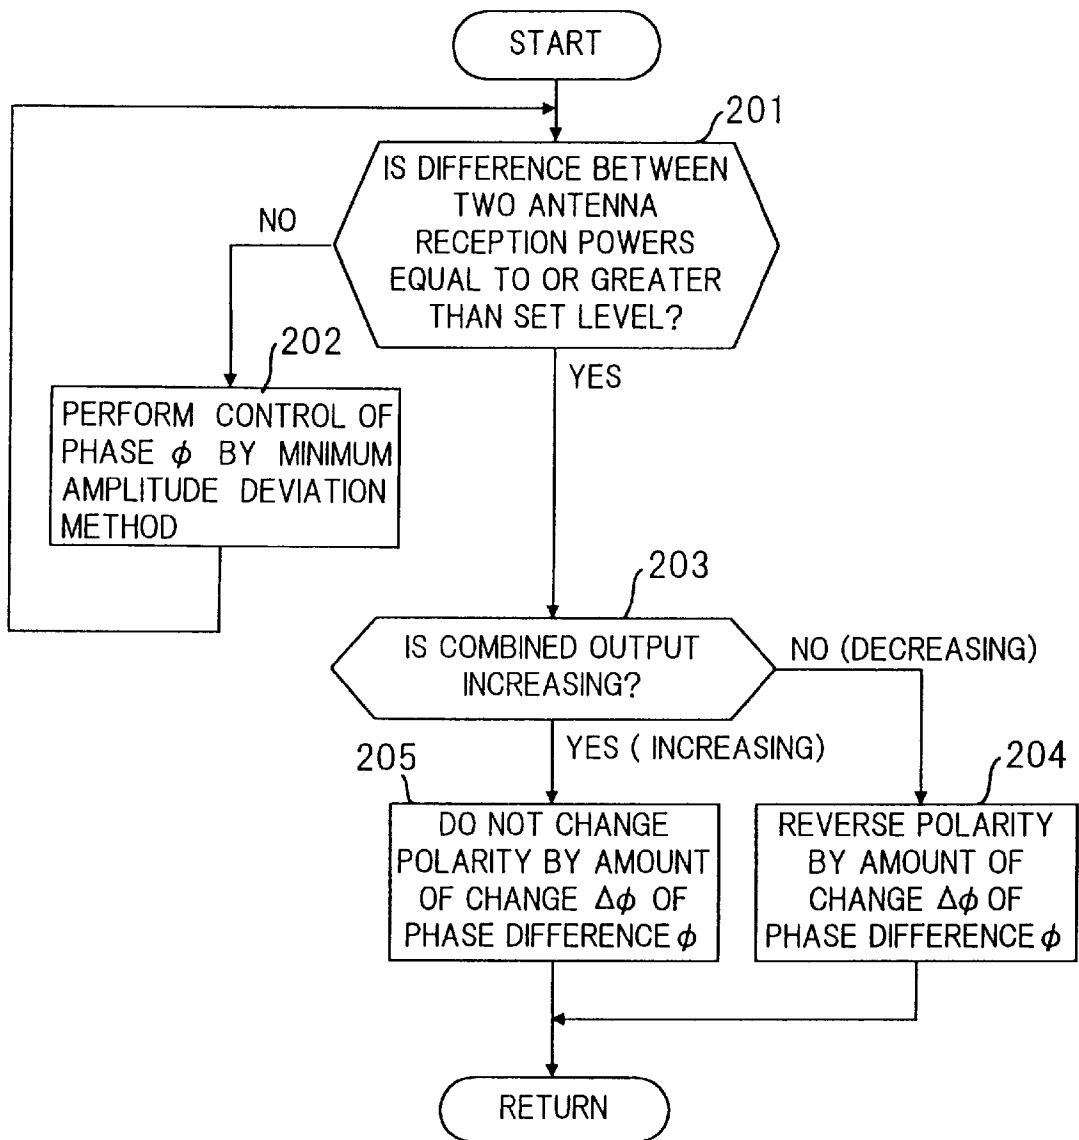 START
201
IS DIFFERENCE BETWEEN
TWO ANTENNA
RECEPTION POWERS
EQUAL TO OR GREATER
THAN SET LEVEL?
NO
YES
202
PERFORM CONTROL OF
PHASE φ BY MINIMUM
AMPLITUDE DEVIATION
METHOD
203
IS COMBINED OUTPUT
INCREASING?
NO (DECREASING)
YES ( INCREASING)
205
DO NOT CHANGE
POLARITY BY AMOUNT
OF CHANGE Δφ OF
PHASE DIFFERENCE φ
204
REVERSE POLARITY
BY AMOUNT OF
CHANGE Δφ OF
PHASE DIFFERENCE φ
RETURN